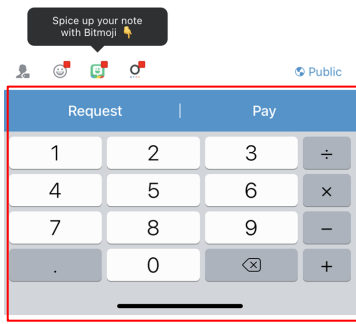 Spice up your note
with Bitmoji 👇
Public
Request | Pay
1 2 3 ÷
4 5 6 ×
7 8 9 −
. 0 +